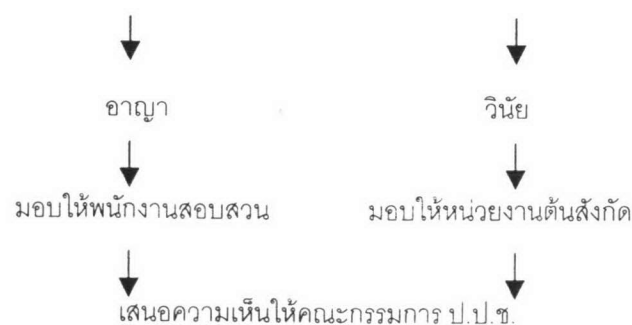 อาญา วินัย
มอบให้พนักงานสอบสวน มอบให้หน่วยงานต้นสังกัด
เสนอความเห็นให้คณะกรรมการ ป.ป.ช.